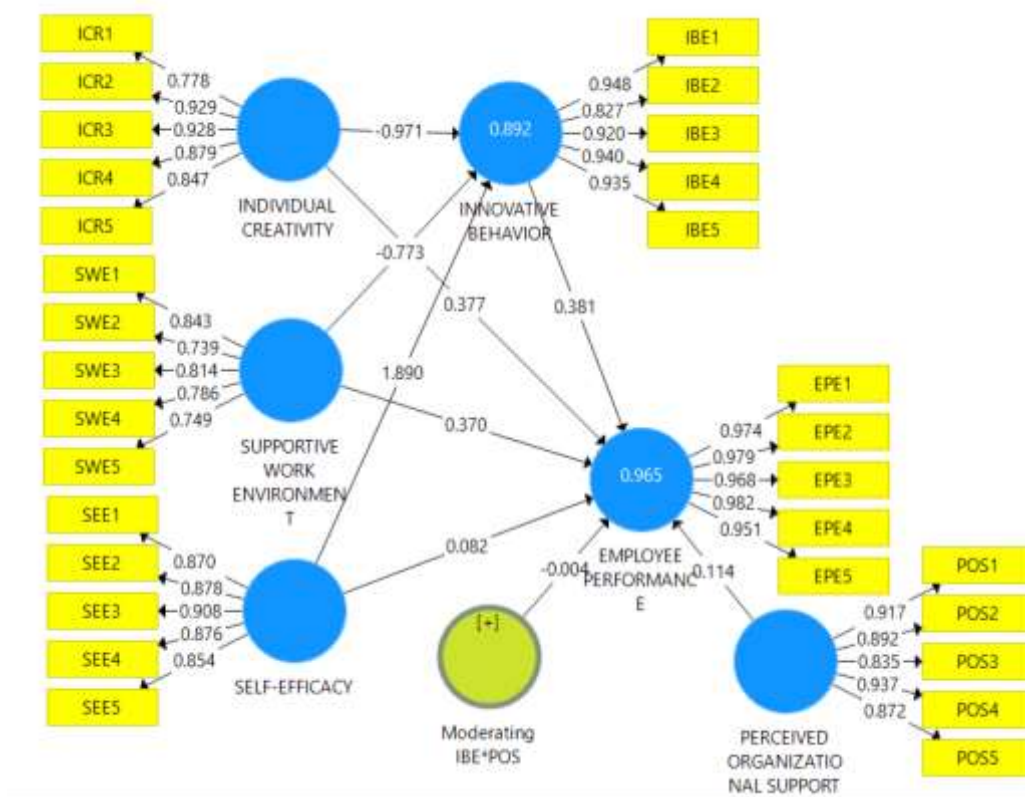 ICR1
ICR2
ICR3
ICR4
ICR5
0.778
0.929
0.928
0.879
0.847
INDIVIDUAL
CREATIVITY
-0.971
0.892
INNOVATIVE
BEHAVIOR
0.948
0.827
0.920
0.940
0.935
IBE1
IBE2
IBE3
IBE4
IBE5
SWE1
SWE2
SWE3
SWE4
SWE5
0.843
0.739
0.814
0.786
0.749
SUPPORTIVE
WORK
ENVIRONMEN
T
-0.773
0.377
0.381
1.890
0.370
SEE1
SEE2
SEE3
SEE4
SEE5
0.870
0.878
0.908
0.876
0.854
SELF-EFFICACY
0.082
0.965
EMPLOYEE
PERFORMANC
E
0.974
0.979
0.968
0.982
0.951
EPE1
EPE2
EPE3
EPE4
EPE5
-0.004
0.114
[+]
Moderating
IBE*POS
0.917
0.892
0.835
0.937
0.872
POS1
POS2
POS3
POS4
POS5
PERCEIVED
ORGANIZATIO
NAL SUPPORT